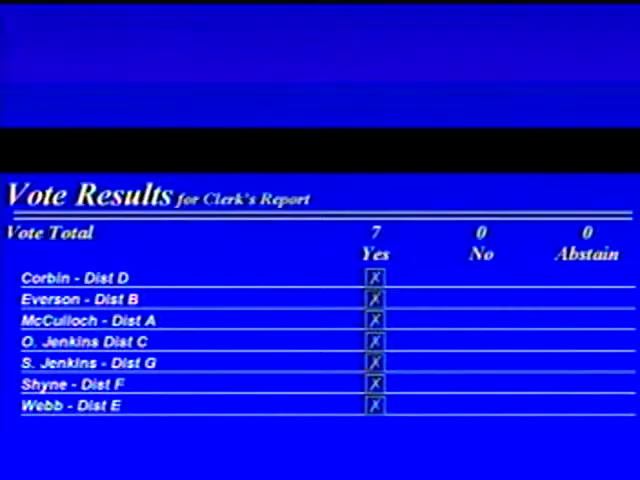 Vote Results for Clerk's Report
Vote Total 7 0 0
Yes No Abstain
Corbin - Dist D X
Everson - Dist B X
McCulloch - Dist A X
O. Jenkins Dist C X
S. Jenkins - Dist G X
Shyne - Dist F X
Webb - Dist E X